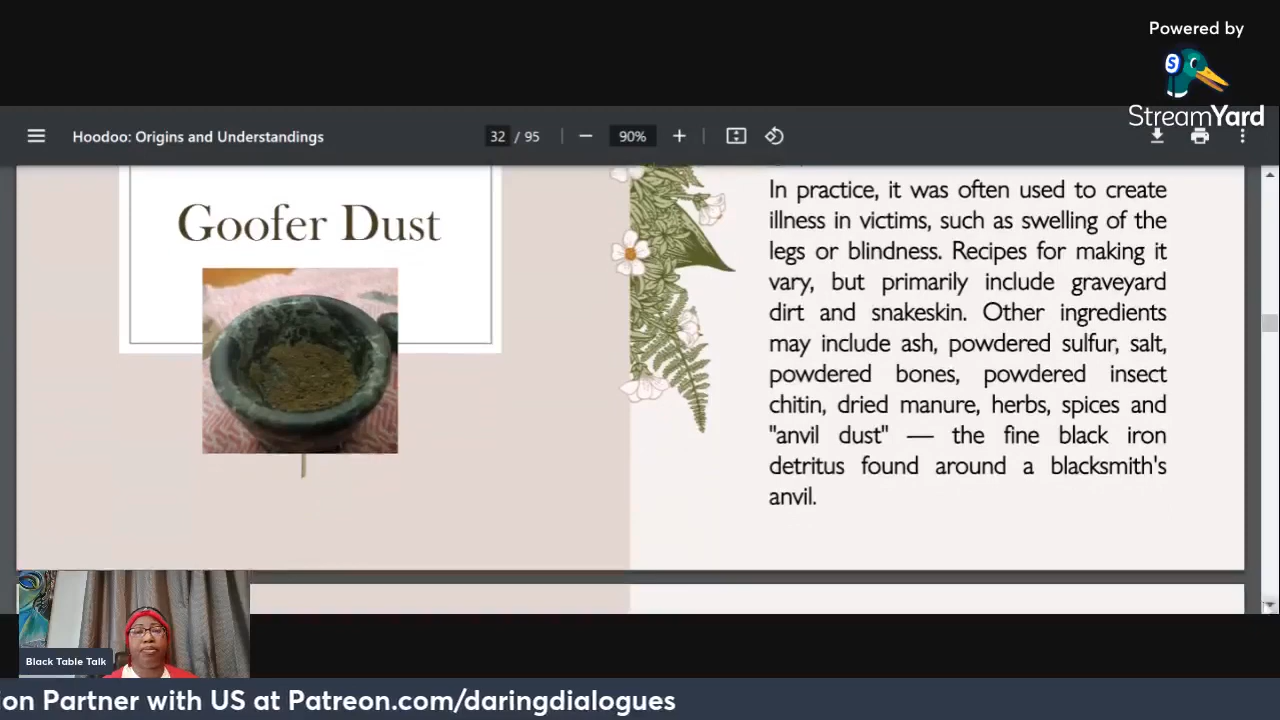 Powered by
StreamYard
Hoodoo: Origins and Understandings
32 / 95
90%
Goofer Dust
In practice, it was often used to create
illness in victims, such as swelling of the
legs or blindness. Recipes for making it
vary, but primarily include graveyard
dirt and snakeskin. Other ingredients
may include ash, powdered sulfur, salt,
powdered bones, powdered insect
chitin, dried manure, herbs, spices and
"anvil dust" — the fine black iron
detritus found around a blacksmith's
anvil.
Black Table Talk
ion Partner with US at Patreon.com/daringdialogues